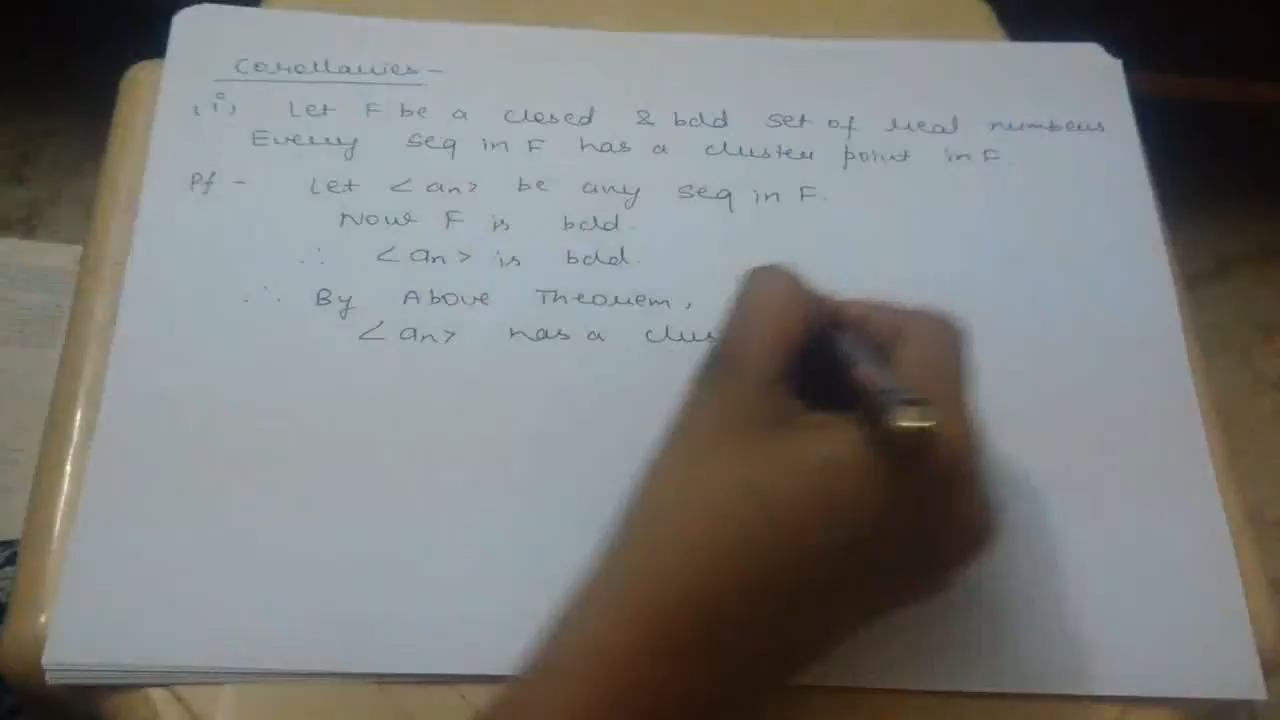 Corollaries -
(i) Let F be a closed & bdd set of real numbers
Every seq in F has a cluster point in F.
Pf - Let <an> be any seq in F.
Now F is bdd.
∴ <an> is bdd.
∴ By Above Theorem,
<an> has a clus